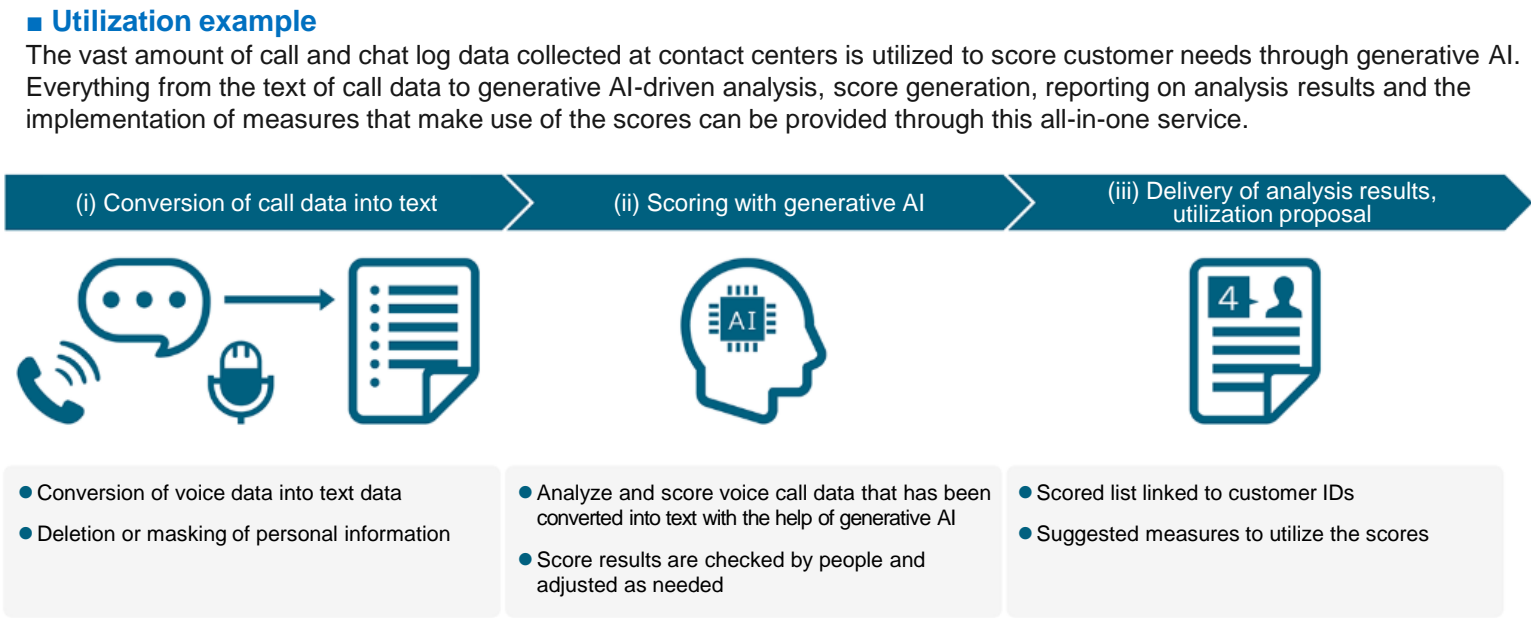 ■ Utilization example
The vast amount of call and chat log data collected at contact centers is utilized to score customer needs through generative AI.
Everything from the text of call data to generative AI-driven analysis, score generation, reporting on analysis results and the
implementation of measures that make use of the scores can be provided through this all-in-one service.
(i) Conversion of call data into text
(ii) Scoring with generative AI
(iii) Delivery of analysis results,
utilization proposal
AI
4
● Conversion of voice data into text data
● Deletion or masking of personal information
● Analyze and score voice call data that has been
converted into text with the help of generative AI
● Score results are checked by people and
adjusted as needed
● Scored list linked to customer IDs
● Suggested measures to utilize the scores